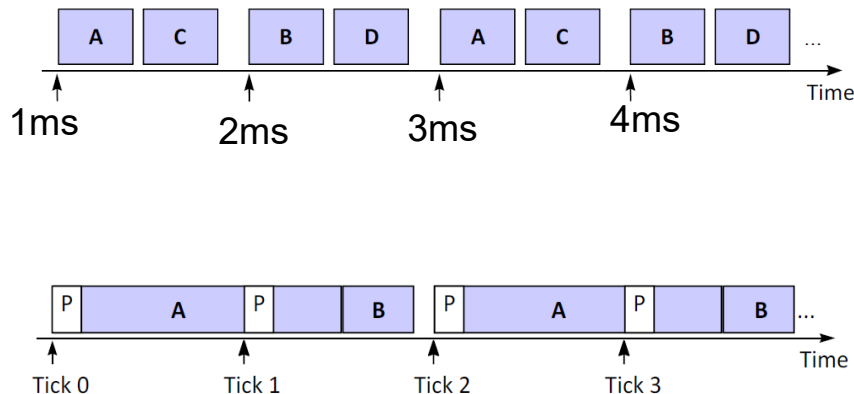 A C B D A C B D ...
Time
1ms 2ms 3ms 4ms
P A P B P A P B ...
Time
Tick 0 Tick 1 Tick 2 Tick 3